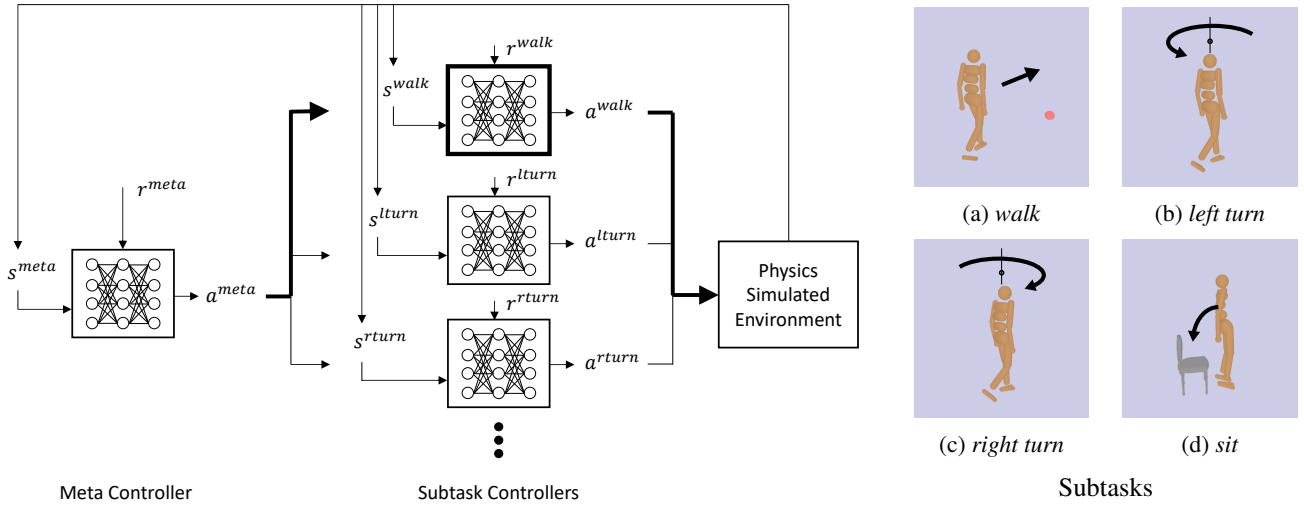 r^{walk}
s^{walk}
a^{walk}
r^{lturn}
s^{lturn}
a^{lturn}
r^{meta}
s^{meta}
a^{meta}
r^{rturn}
s^{rturn}
a^{rturn}
Physics
Simulated
Environment
Meta Controller
Subtask Controllers
(a) walk
(b) left turn
(c) right turn
(d) sit
Subtasks